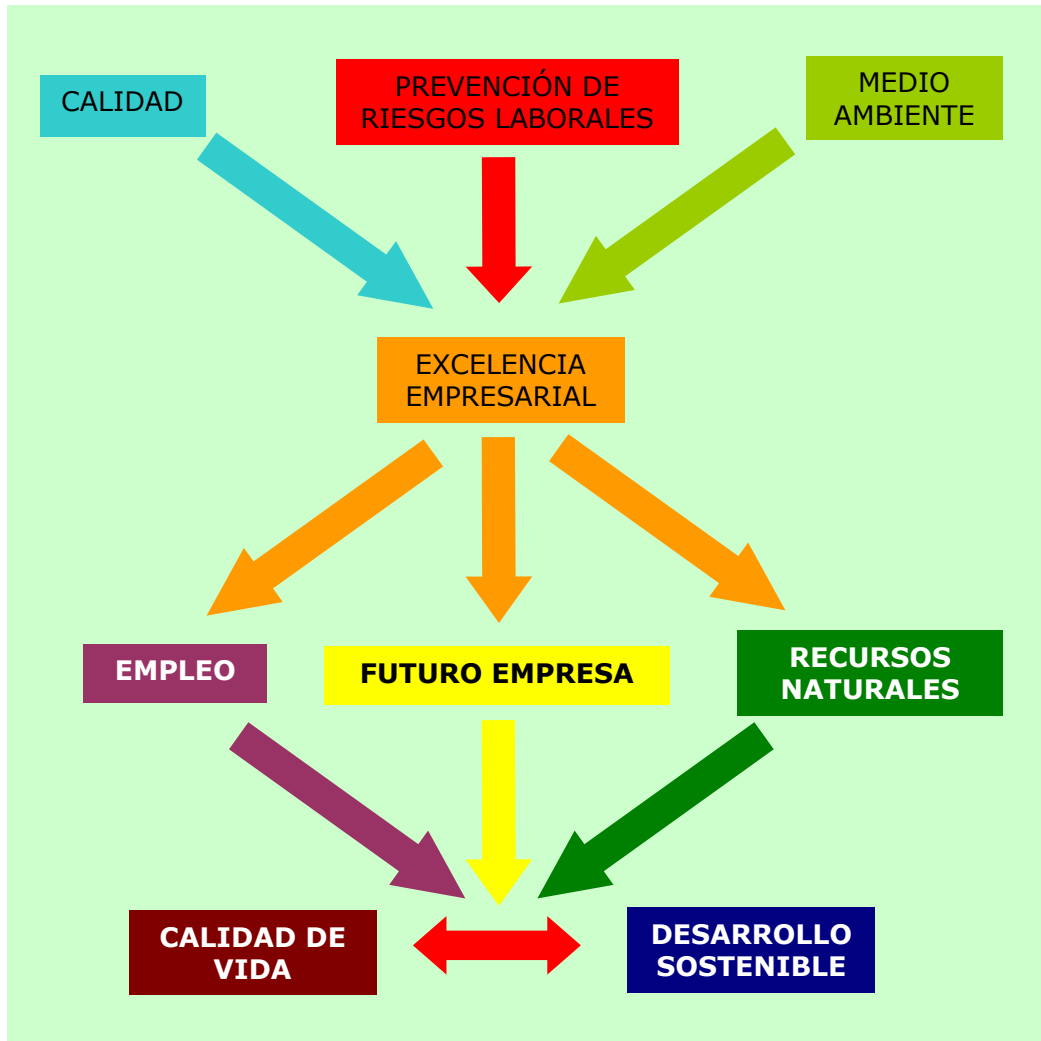 CALIDAD
PREVENCIÓN DE
RIESGOS LABORALES
MEDIO
AMBIENTE
EXCELENCIA
EMPRESARIAL
EMPLEO
FUTURO EMPRESA
RECURSOS
NATURALES
CALIDAD DE
VIDA
DESARROLLO
SOSTENIBLE